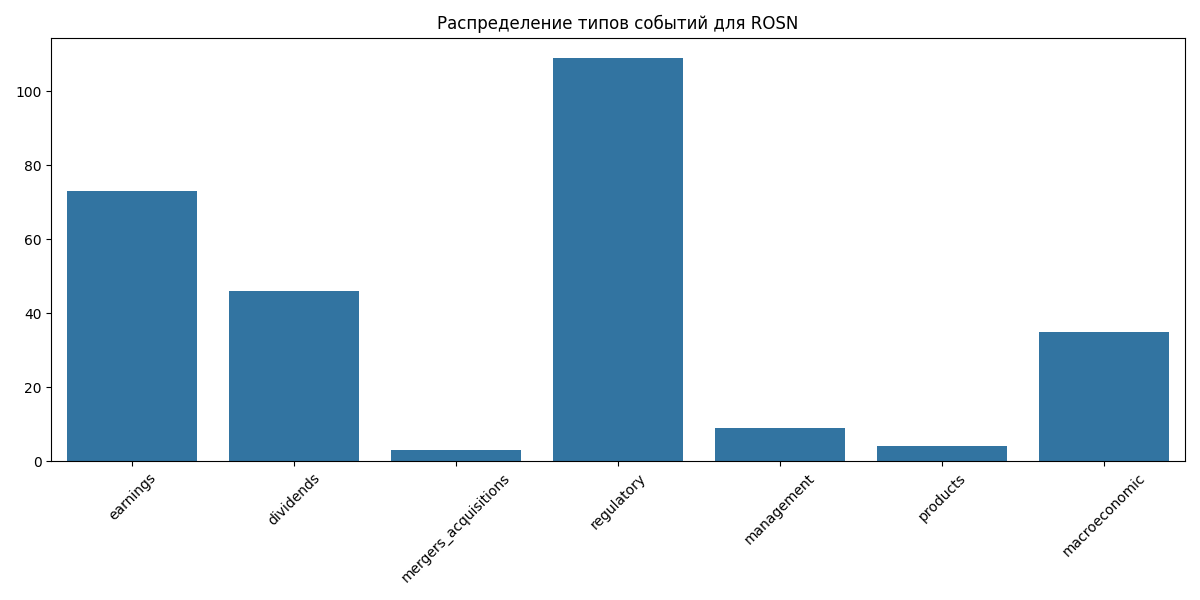 Распределение типов событий для ROSN
100
80
60
40
20
0
earnings
dividends
mergers_acquisitions
regulatory
management
products
macroeconomic